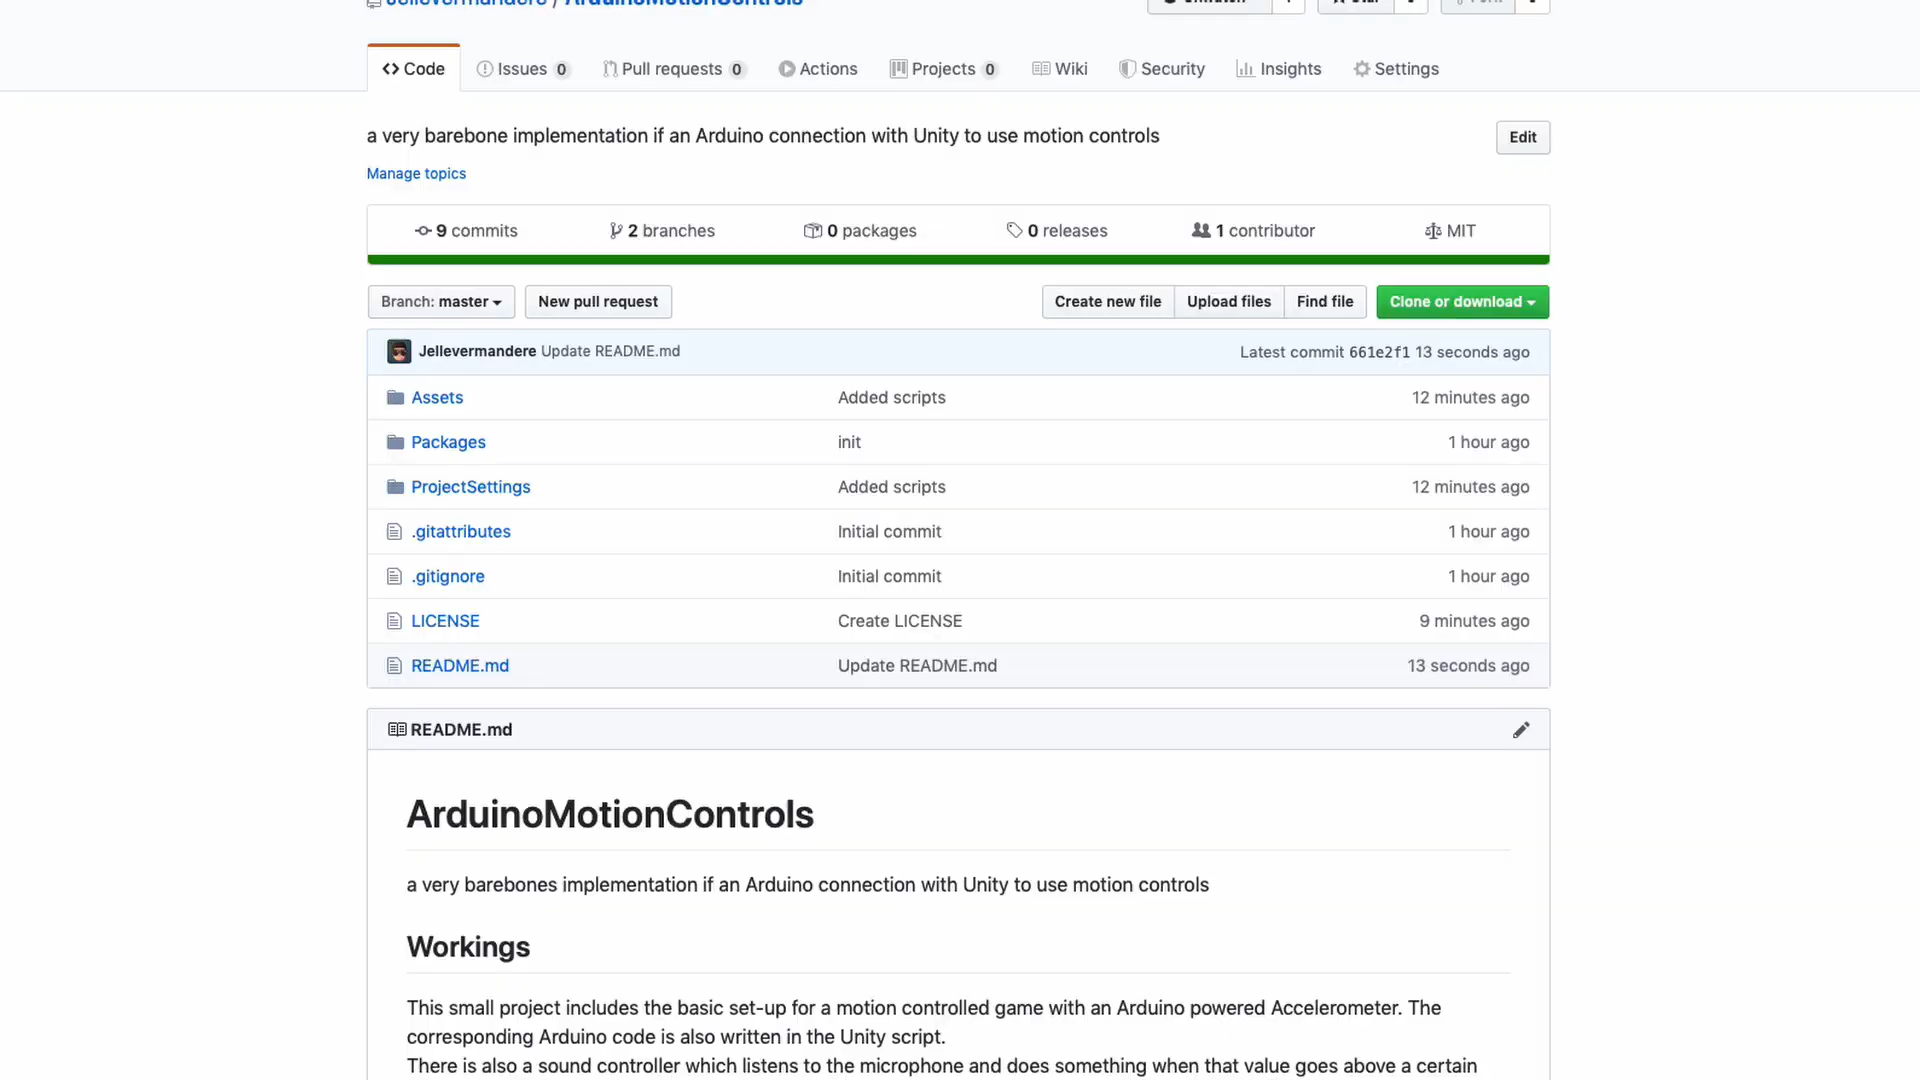 Jellevermandere / ArduinoMotionControls
Code Issues 0 Pull requests 0 Actions Projects 0 Wiki Security Insights Settings
a very barebone implementation if an Arduino connection with Unity to use motion controls
Edit
Manage topics
9 commits 2 branches 0 packages 0 releases 1 contributor MIT
Branch: master New pull request Create new file Upload files Find file Clone or download
Jellevermandere Update README.md Latest commit 661e2f1 13 seconds ago
Assets Added scripts 12 minutes ago
Packages init 1 hour ago
ProjectSettings Added scripts 12 minutes ago
.gitattributes Initial commit 1 hour ago
.gitignore Initial commit 1 hour ago
LICENSE Create LICENSE 9 minutes ago
README.md Update README.md 13 seconds ago
README.md
ArduinoMotionControls
a very barebones implementation if an Arduino connection with Unity to use motion controls
Workings
This small project includes the basic set-up for a motion controlled game with an Arduino powered Accelerometer. The
corresponding Arduino code is also written in the Unity script.
There is also a sound controller which listens to the microphone and does something when that value goes above a certain